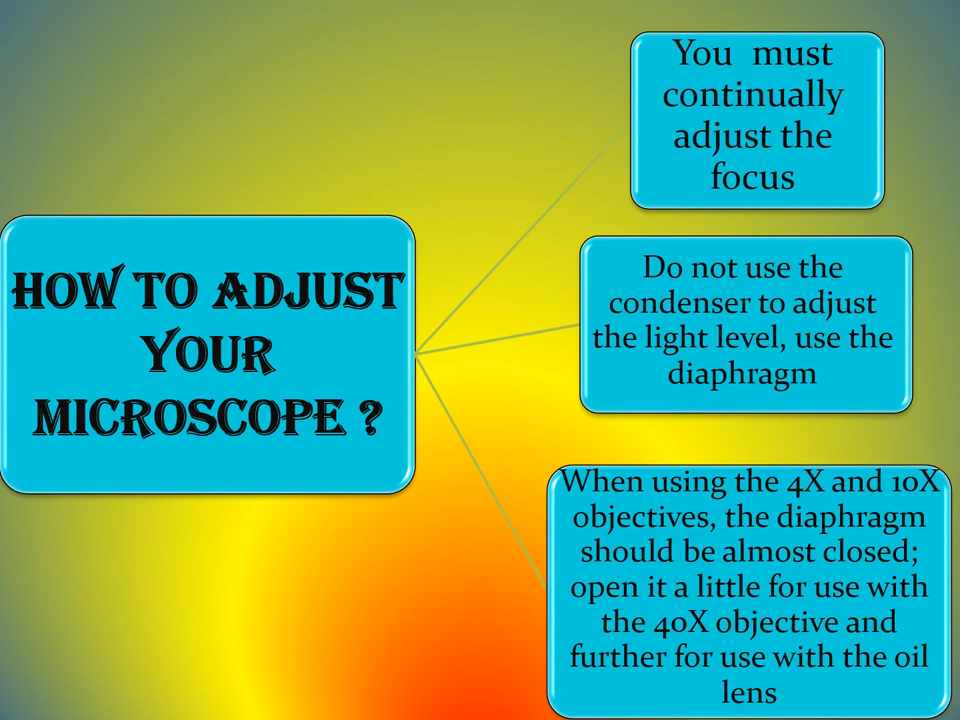 HOW TO ADJUST
YOUR
MICROSCOPE ?
You must
continually
adjust the
focus
Do not use the
condenser to adjust
the light level, use the
diaphragm
When using the 4X and 10X
objectives, the diaphragm
should be almost closed;
open it a little for use with
the 40X objective and
further for use with the oil
lens